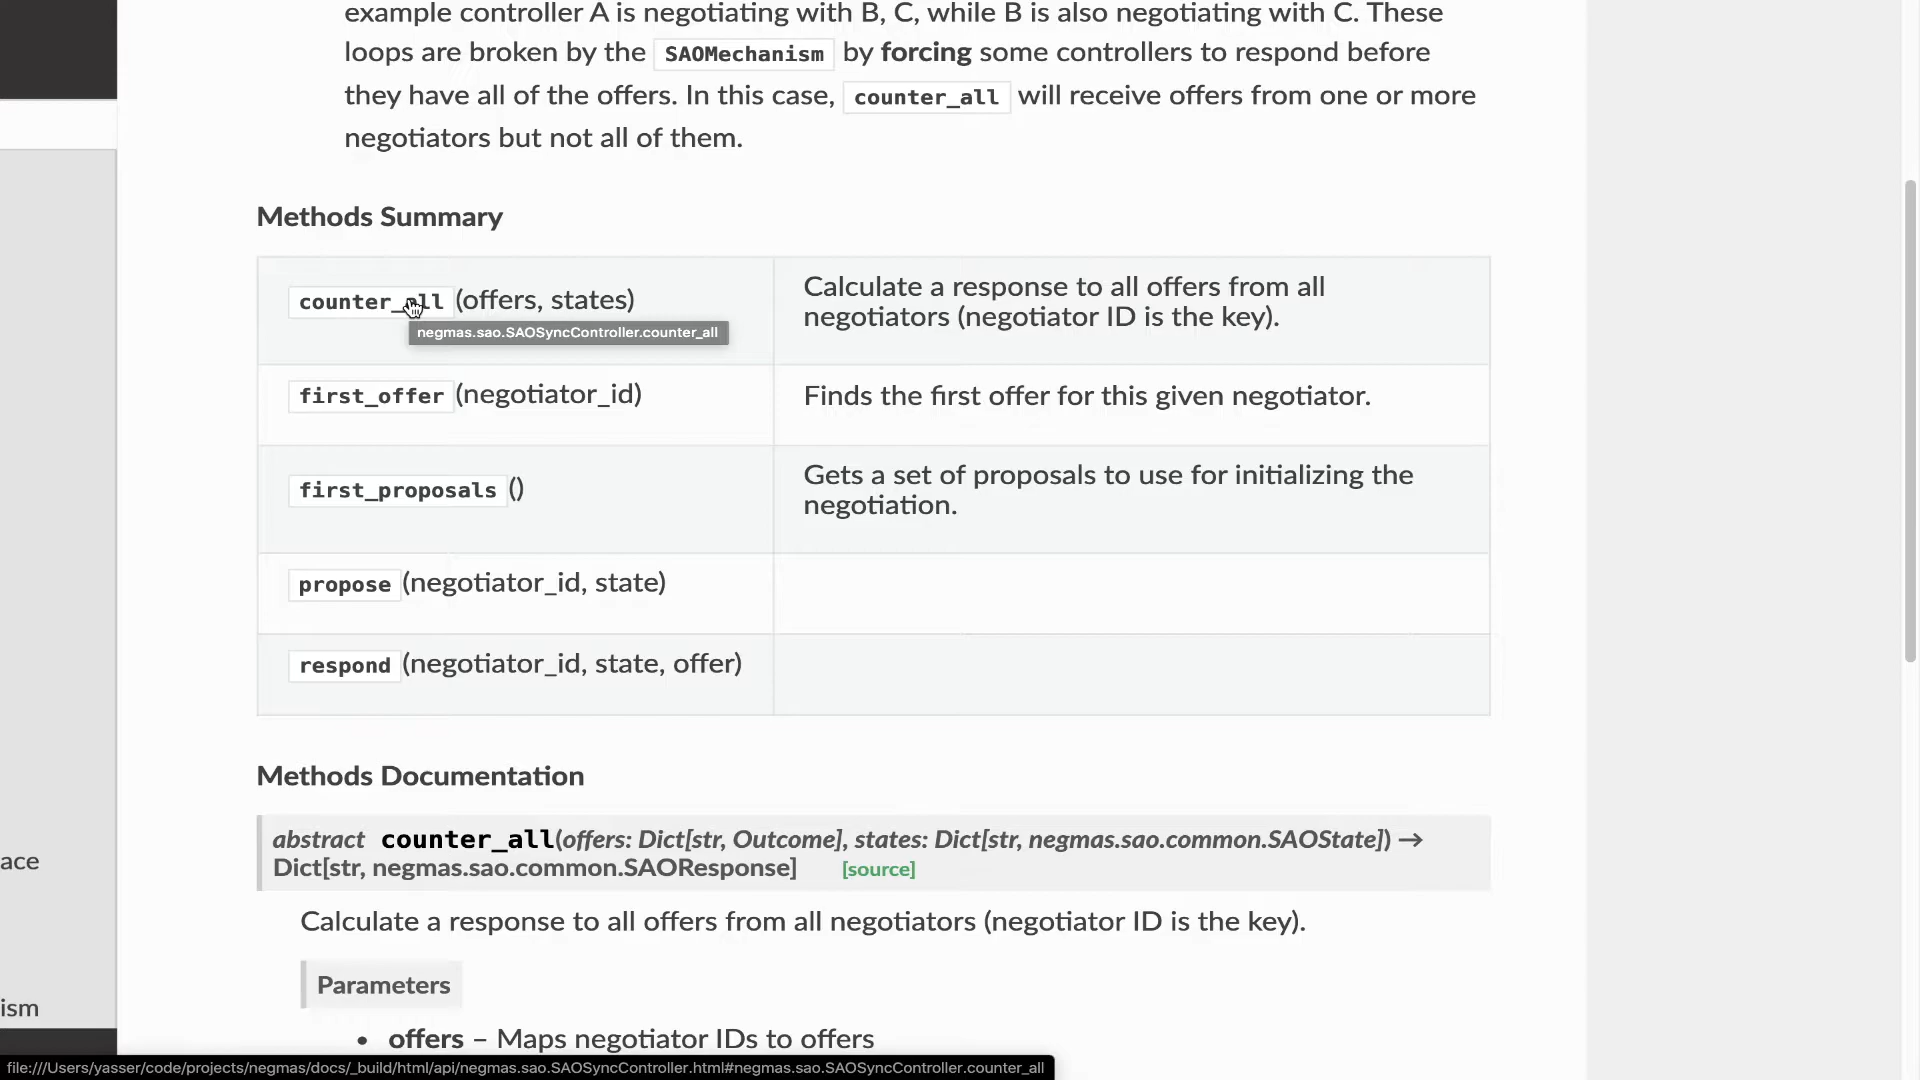 example controller A is negotiating with B, C, while B is also negotiating with C. These
loops are broken by the SAOMechanism by forcing some controllers to respond before
they have all of the offers. In this case, counter_all will receive offers from one or more
negotiators but not all of them.
Methods Summary
counter_all (offers, states)
Calculate a response to all offers from all
negotiators (negotiator ID is the key).
negmas.sao.SAOSyncController.counter_all
first_offer (negotiator_id)
Finds the first offer for this given negotiator.
first_proposals ()
Gets a set of proposals to use for initializing the
negotiation.
propose (negotiator_id, state)
respond (negotiator_id, state, offer)
Methods Documentation
abstract counter_all(offers: Dict[str, Outcome], states: Dict[str, negmas.sao.common.SAOState]) →
Dict[str, negmas.sao.common.SAOResponse] [source]
Calculate a response to all offers from all negotiators (negotiator ID is the key).
ace
Parameters
ism
• offers – Maps negotiator IDs to offers
file:///Users/yasser/code/projects/negmas/docs/_build/html/api/negmas.sao.SAOSyncController.html#negmas.sao.SAOSyncController.counter_all